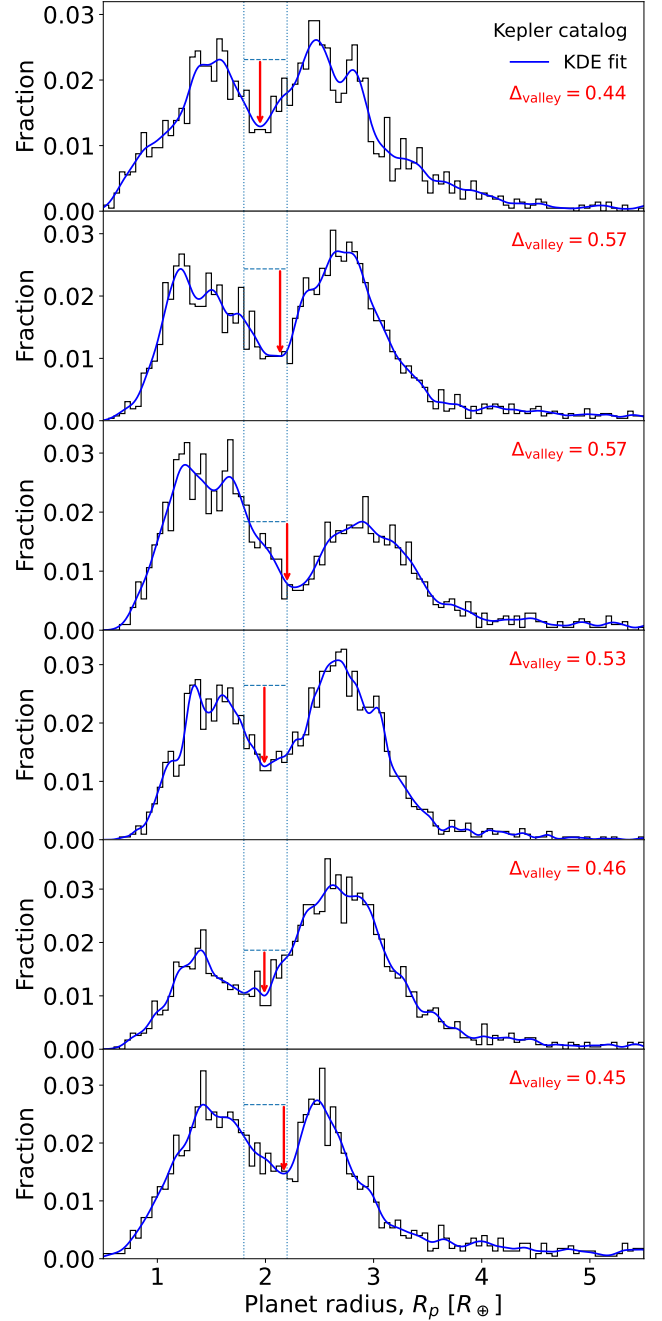 0.03
Kepler catalog
KDE fit
Δvalley = 0.44
0.02
0.01
0.00
Fraction
0.03
Δvalley = 0.57
0.02
0.01
0.00
Fraction
0.03
Δvalley = 0.57
0.02
0.01
0.00
Fraction
0.03
Δvalley = 0.53
0.02
0.01
0.00
Fraction
0.03
Δvalley = 0.46
0.02
0.01
0.00
Fraction
0.03
Δvalley = 0.45
0.02
0.01
0.00
Fraction
1 2 3 4 5
Planet radius, Rp [R⊕]